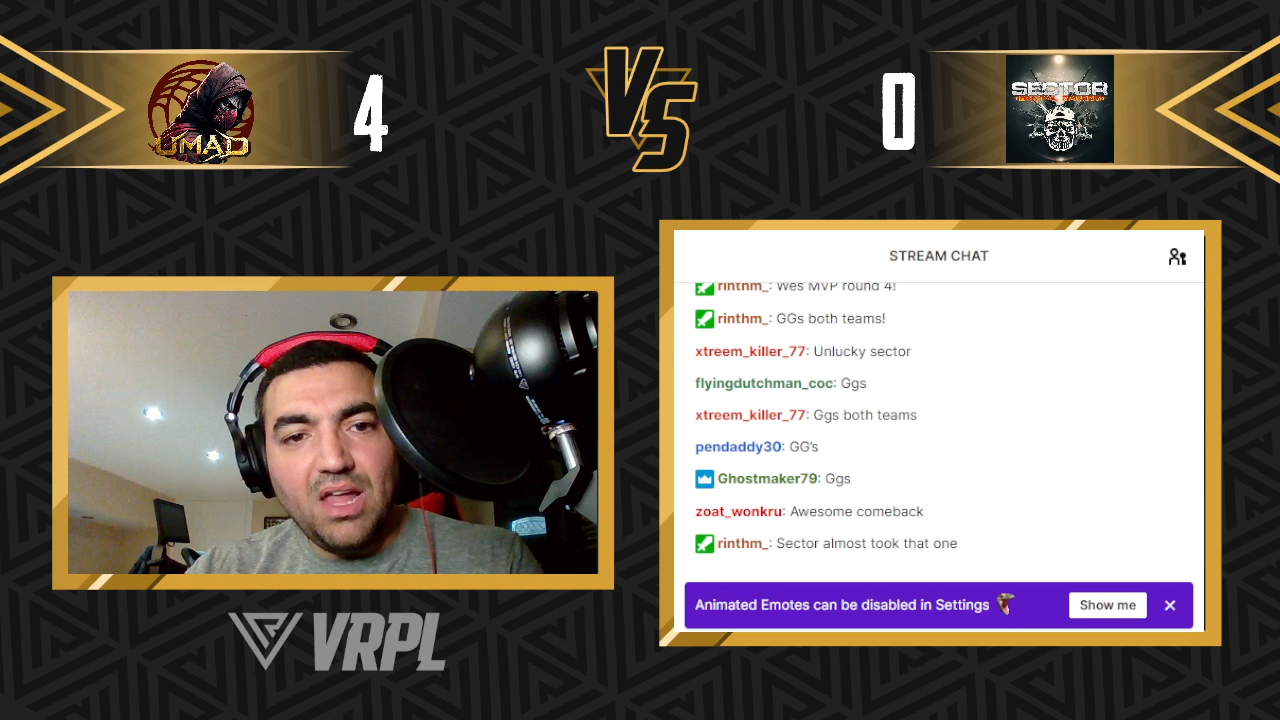 UMAD
4
VS
0
SECTOR
STREAM CHAT
rinthm_: Wes MVP round 4!
rinthm_: GGs both teams!
xtreem_killer_77: Unlucky sector
flyingdutchman_coc: Ggs
xtreem_killer_77: Ggs both teams
pendaddy30: GG's
Ghostmaker79: Ggs
zoat_wonkru: Awesome comeback
rinthm_: Sector almost took that one
Animated Emotes can be disabled in Settings
Show me
VRPL